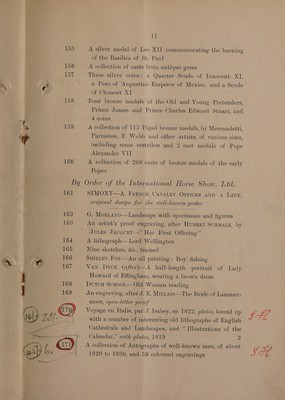 11
155 A silver medal of Leo XII commemorating the burning
of the Basilica of St. Paul
156 A collection of casts from antique gems
157 Three silver coins: a Quarter Scudo of Innocent XI,
a Peso of Augustine Emperor of Mexico, and a Scudo
of Clement XI
158 Four bronze medals of the Old and Young Pretenders,
Prince James and Prince Charles Edward Stuart, and
4 coins
159 A collection of 115 Papal bronze medals, by Mercandetti,
Parmense, F. Webb and other artists, of various sizes,
including some restrikes and 2 cast medals of Pope
Alexander VII
160 A collection of 208 casts of bronze medals of the early
Popes
By Order of the International Horse Show, Ltd.
161 SIMONT—A French Cavalry Officer and a Lady,
original design for the well-known poster
162 G. Morland—Landscape with sportsman and figures
163 An artist's proof engraving, after Hubert Schmalz, by
Jules Jacquet—"Her First Offering"
164 A lithograph—Lord Wellington
165 Nine sketches, &c., framed
166 Shirley Fox—An oil painting: Boy fishing
167 Van Dyck (after)—A half-length portrait of Lady
Howard of Effingham, wearing a brown dress
168 Dutch School—Old Woman reading
169 An engraving, after J. E. Millais—The Bride of Lammermoor, open-letter proof
170 Voyage en Italie, par J. Isabey, en 1822, plates, bound up
with a number of interesting old lithographs of English
Cathedrals and Landscapes, and "Illustrations of the
Calendar," with plates, 1819 2
171 A collection of Autographs of well-known men, of about
1820 to 1830, and 59 coloured engravings